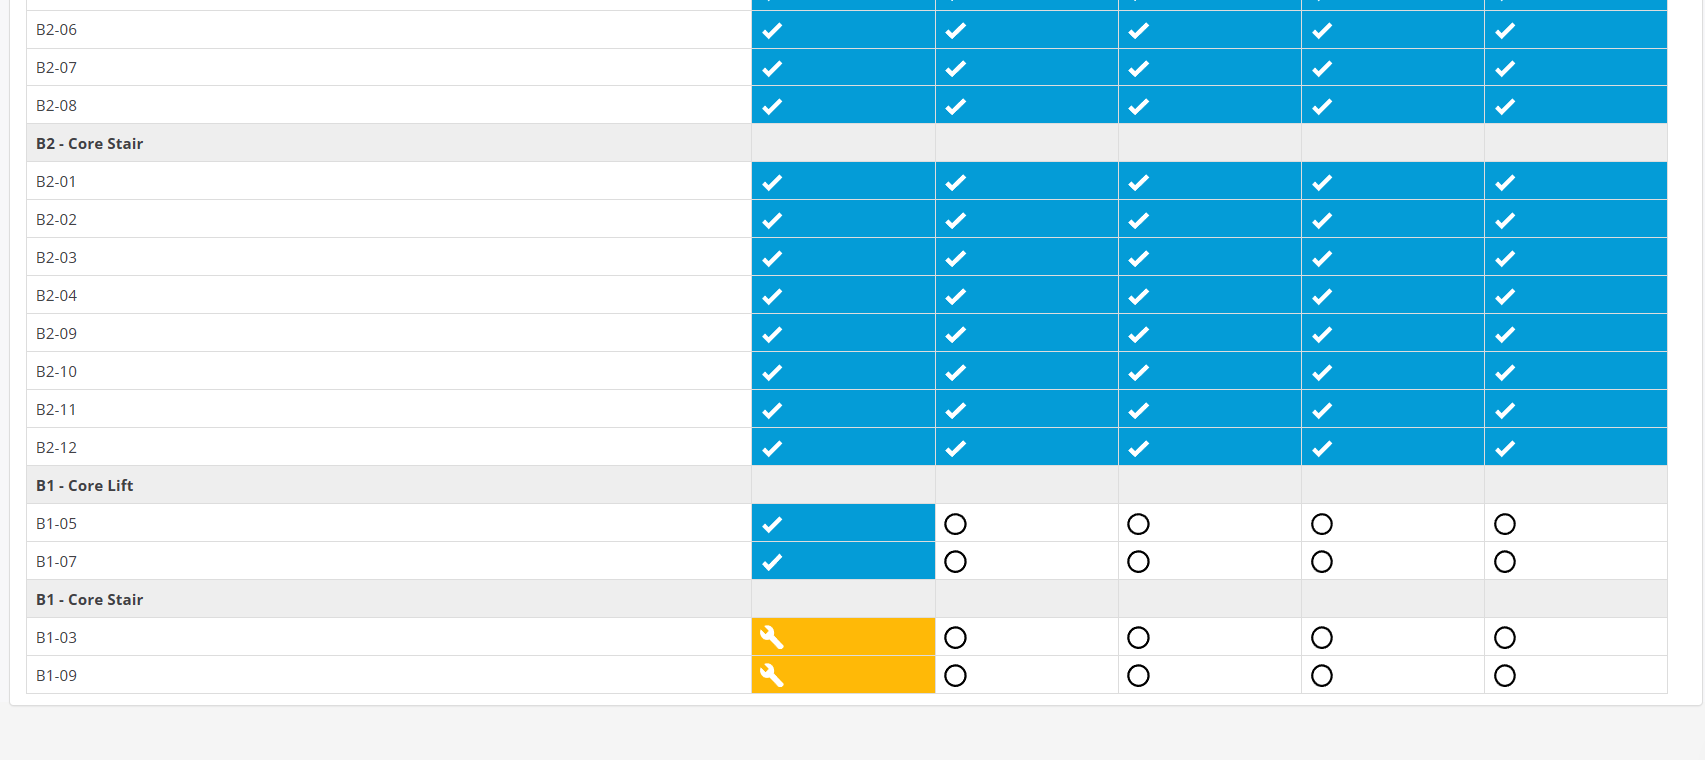 B2-06
B2-07
B2-08
B2 - Core Stair
B2-01
B2-02
B2-03
B2-04
B2-09
B2-10
B2-11
B2-12
B1 - Core Lift
B1-05
B1-07
B1 - Core Stair
B1-03
B1-09